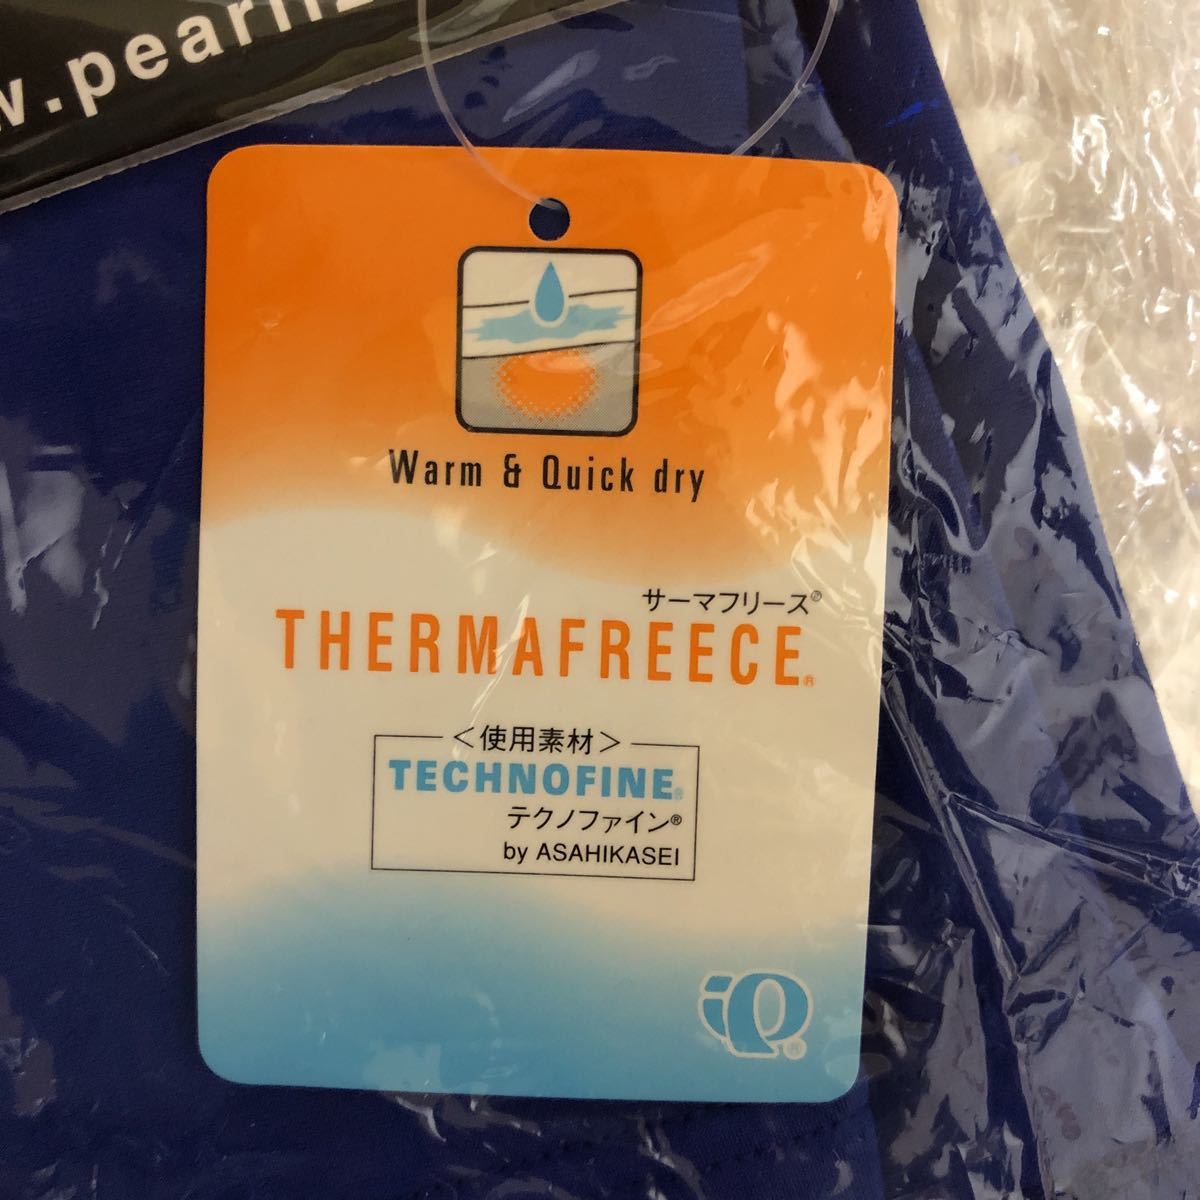 w.pearl
Warm & Quick dry
サーマフリース®
THERMAFREECE®
＜使用素材＞
TECHNOFINE®
テクノファイン®
by ASAHIKASEI
®